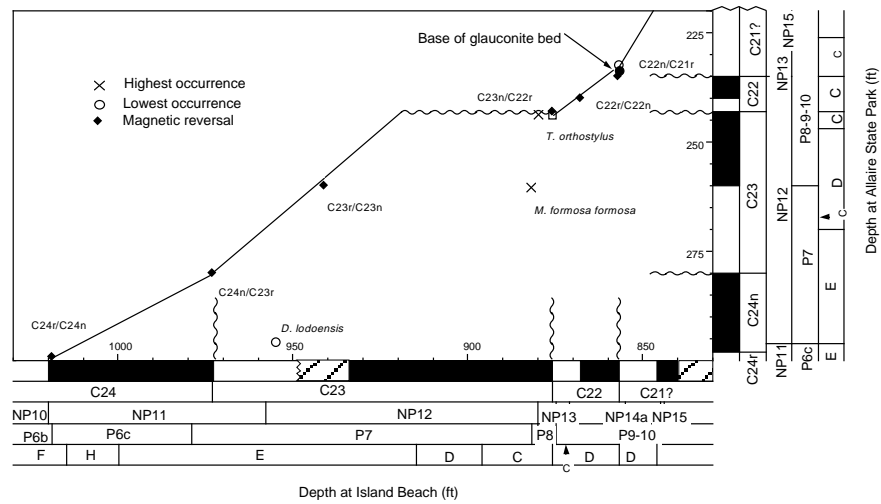 225
250
275
C21?
C22
C23
C24n
C24r
NP15
NP13
NP12
NP11
P8-9-10
P7
P6c
C
C
C
D
C
E
E
Depth at Allaire State Park (ft)
Base of glauconite bed
Highest occurrence
Lowest occurrence
Magnetic reversal
C22n/C21r
C23n/C22r
C22r/C22n
T. orthostylus
C23r/C23n
M. formosa formosa
C24n/C23r
C24r/C24n
D. lodoensis
1000 950 900 850
C24 C23 C22 C21?
NP10 NP11 NP12 NP13 NP14a NP15
P6b P6c P7 P8 P9-10
F H E D C D D
C
Depth at Island Beach (ft)